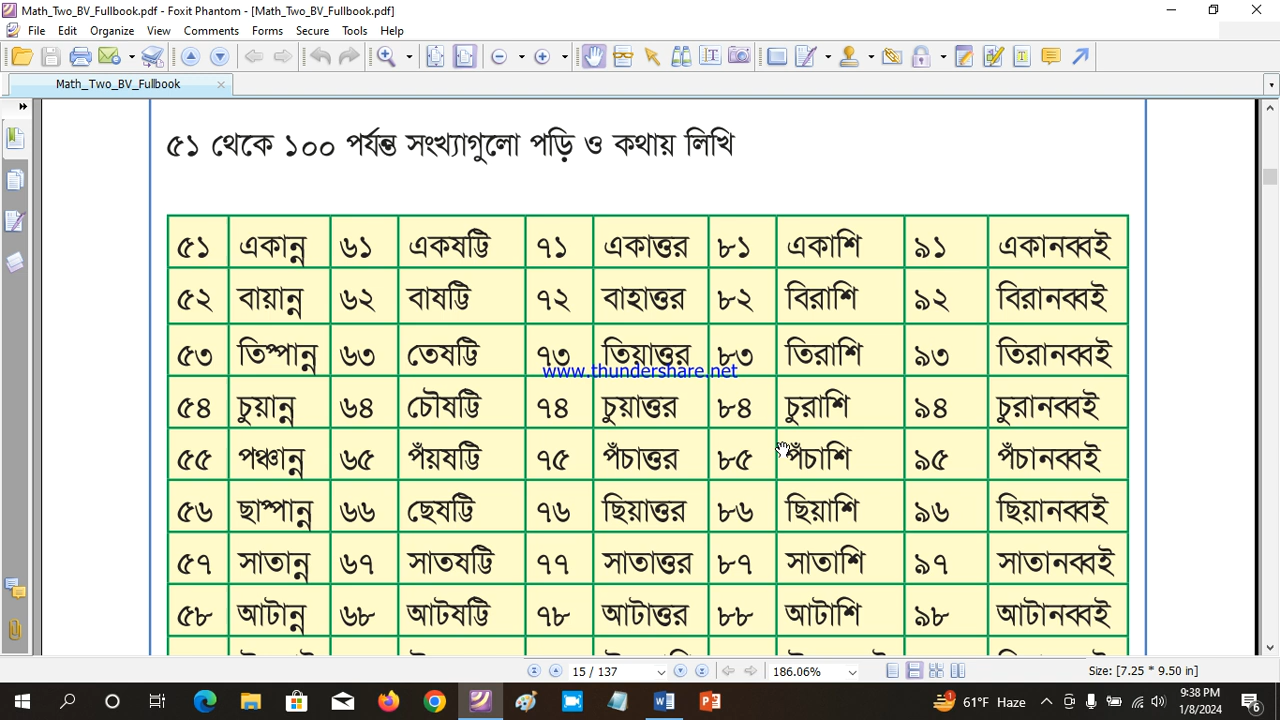 Math_Two_BV_Fullbook.pdf - Foxit Phantom - [Math_Two_BV_Fullbook.pdf]
File Edit Organize View Comments Forms Secure Tools Help
Math_Two_BV_Fullbook
৫১ থেকে ১০০ পর্যন্ত সংখ্যাগুলো পড়ি ও কথায় লিখি
৫১ একান্ন ৬১ একষট্টি ৭১ একাত্তর ৮১ একাশি ৯১ একানব্বই
৫২ বায়ান্ন ৬২ বাষট্টি ৭২ বাহাত্তর ৮২ বিরাশি ৯২ বিরানব্বই
৫৩ তিপ্পান্ন ৬৩ তেষট্টি ৭৩ তিয়াত্তর ৮৩ তিরাশি ৯৩ তিরানব্বই
www.thundershare.net
৫৪ চুয়ান্ন ৬৪ চৌষট্টি ৭৪ চুয়াত্তর ৮৪ চুরাশি ৯৪ চুরানব্বই
৫৫ পঞ্চান্ন ৬৫ পঁয়ষট্টি ৭৫ পঁচাত্তর ৮৫ পঁচাশি ৯৫ পঁচানব্বই
৫৬ ছাপ্পান্ন ৬৬ ছেষট্টি ৭৬ ছিয়াত্তর ৮৬ ছিয়াশি ৯৬ ছিয়ানব্বই
৫৭ সাতান্ন ৬৭ সাতষট্টি ৭৭ সাতাত্তর ৮৭ সাতাশি ৯৭ সাতানব্বই
৫৮ আটান্ন ৬৮ আটষট্টি ৭৮ আটাত্তর ৮৮ আটাশি ৯৮ আটানব্বই
15 / 137 186.06% Size: [7.25 * 9.50 in]
61°F Haze 9:38 PM
1/8/2024